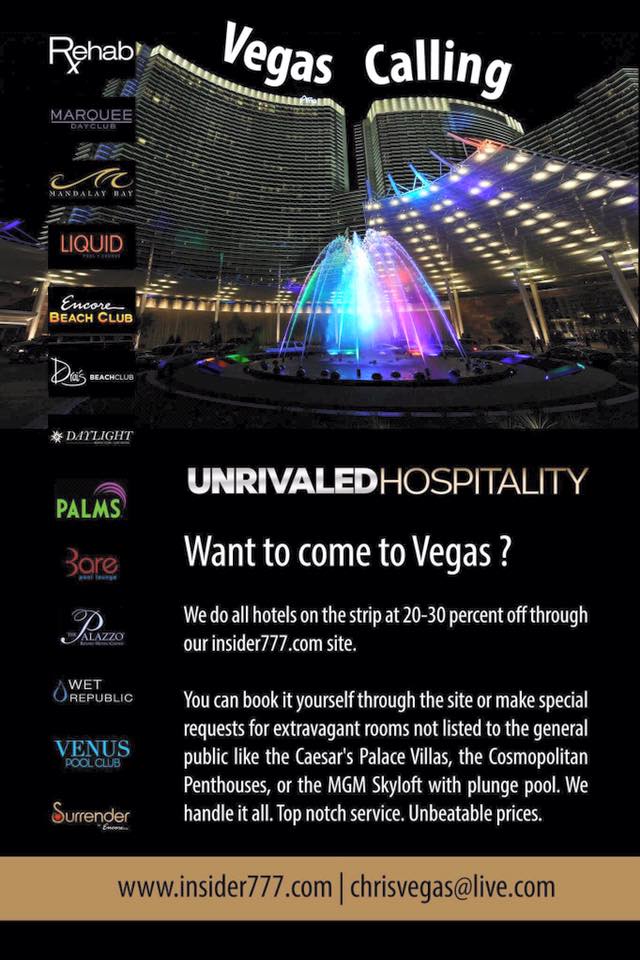 Vegas Calling
Rehab
MARQUEE
DAYCLUB
MANDALAY BAY
LIQUID
POOL LOUNGE
Encore
BEACH CLUB
Drai's BEACHCLUB
DAYLIGHT
PALMS
Bare
pool lounge
THE PALAZZO
WET
REPUBLIC
VENUS
POOL CLUB
Surrender
Encore
UNRIVALEDHOSPITALITY
Want to come to Vegas ?
We do all hotels on the strip at 20-30 percent off through
our insider777.com site.
You can book it yourself through the site or make special
requests for extravagant rooms not listed to the general
public like the Caesar's Palace Villas, the Cosmopolitan
Penthouses, or the MGM Skyloft with plunge pool. We
handle it all. Top notch service. Unbeatable prices.
www.insider777.com | chrisvegas@live.com